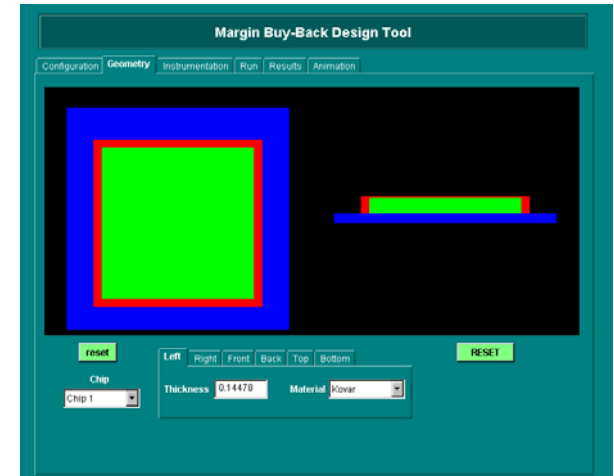 Margin Buy-Back Design Tool
Configuration Geometry Instrumentation Run Results Animation
reset RESET
Left Right Front Back Top Bottom
Chip
Chip 1
Thickness 0.14478 Material Kovar